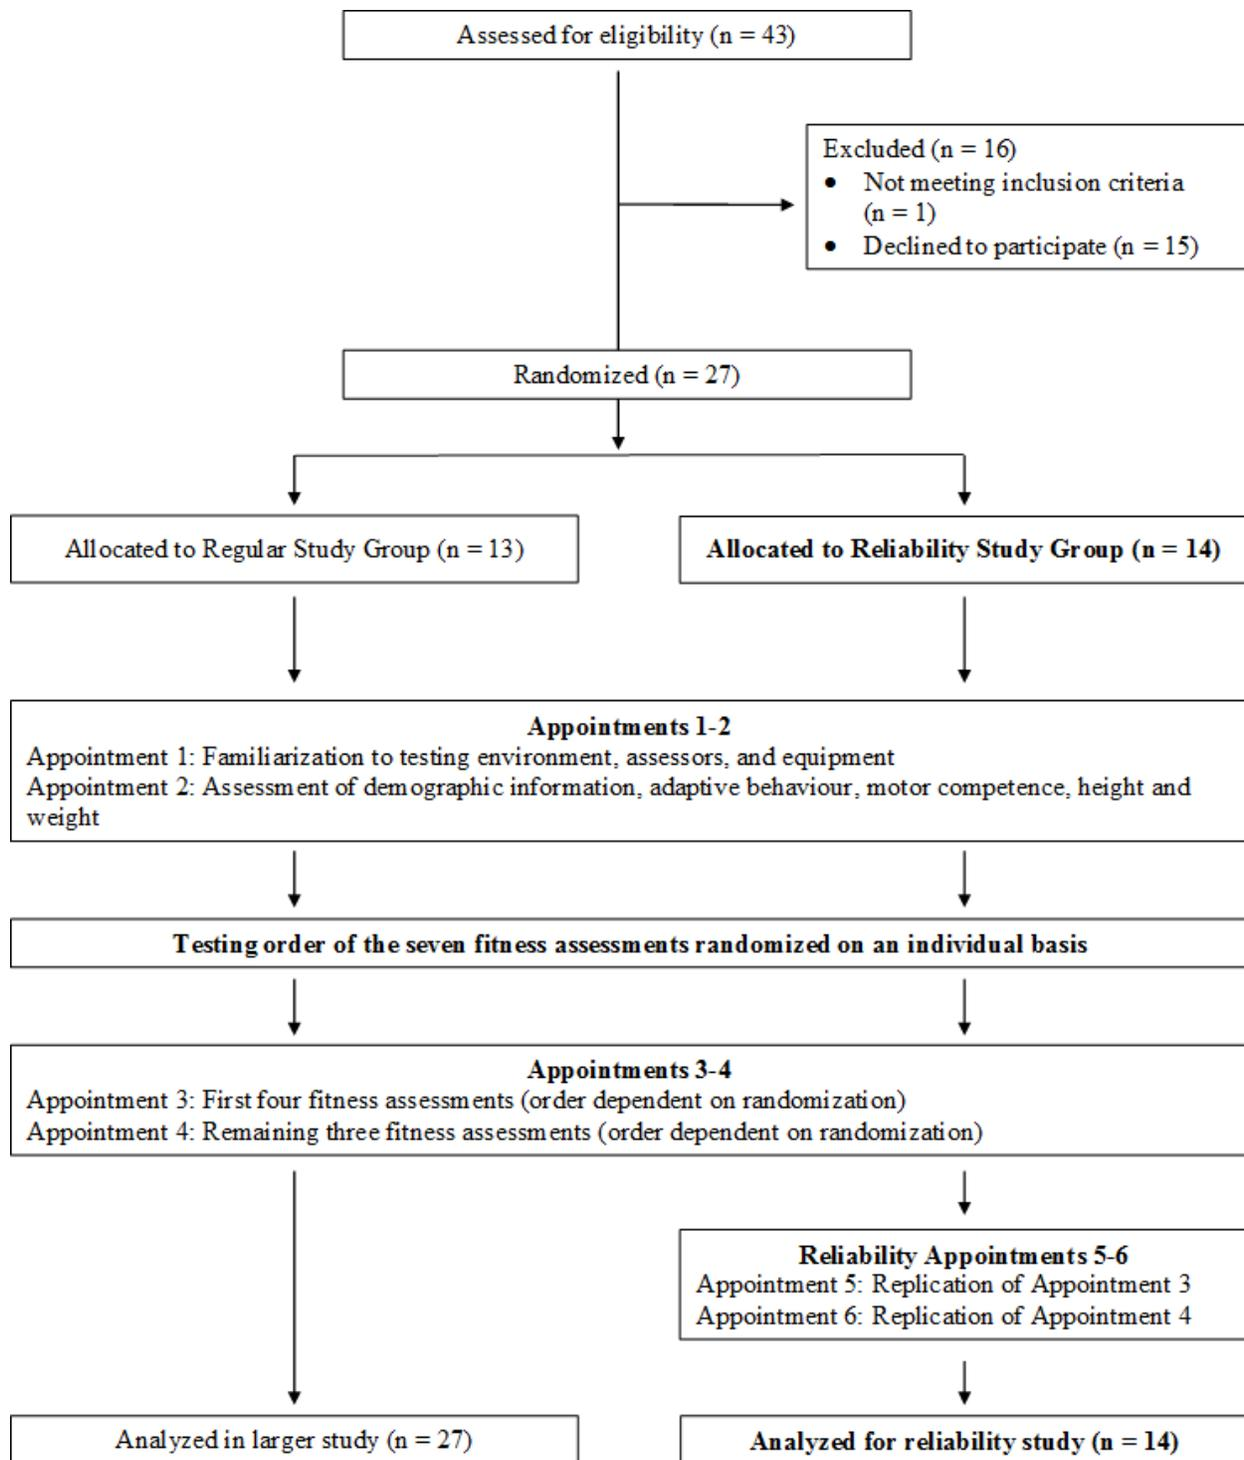 Assessed for eligibility (n = 43)
Excluded (n = 16)
• Not meeting inclusion criteria
(n = 1)
• Declined to participate (n = 15)
Randomized (n = 27)
Allocated to Regular Study Group (n = 13)
Allocated to Reliability Study Group (n = 14)
Appointments 1-2
Appointment 1: Familiarization to testing environment, assessors, and equipment
Appointment 2: Assessment of demographic information, adaptive behaviour, motor competence, height and
weight
Testing order of the seven fitness assessments randomized on an individual basis
Appointments 3-4
Appointment 3: First four fitness assessments (order dependent on randomization)
Appointment 4: Remaining three fitness assessments (order dependent on randomization)
Reliability Appointments 5-6
Appointment 5: Replication of Appointment 3
Appointment 6: Replication of Appointment 4
Analyzed in larger study (n = 27)
Analyzed for reliability study (n = 14)